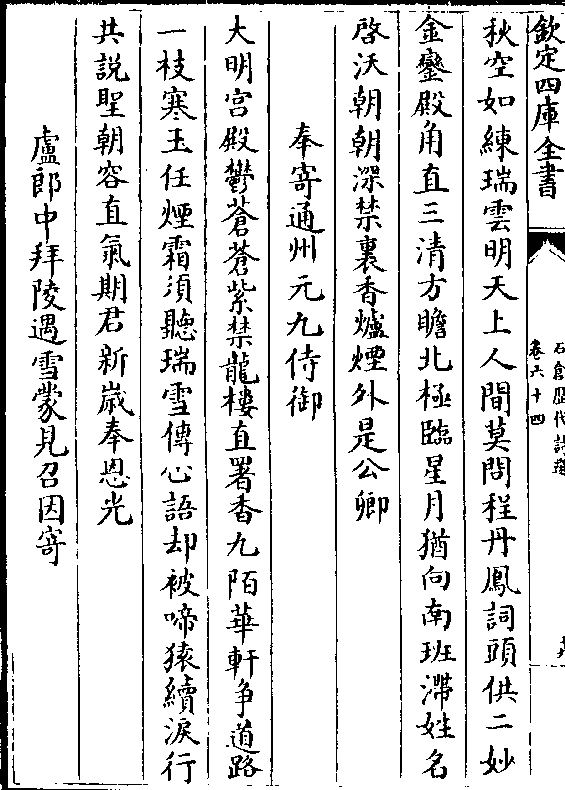 欽定四庫全書
石倉歴代詩選
卷六十四
秋空如練瑞雲明天上人間莫問程丹鳳詞頭供二妙
金鑾殿角直三清方瞻北極臨星月猶向南班滯姓名
啓沃朝朝深禁裏香爐煙外是公卿
奉寄通州元九侍御
大明宫殿鬱蒼蒼紫禁龍樓直署香九陌華軒争道路
一枝寒玉任煙霜須聽瑞雪傳心語却被啼猿續淚行
共説聖朝容直氣期君新歲奉恩光
盧郎中拜陵遇雪蒙見召因寄